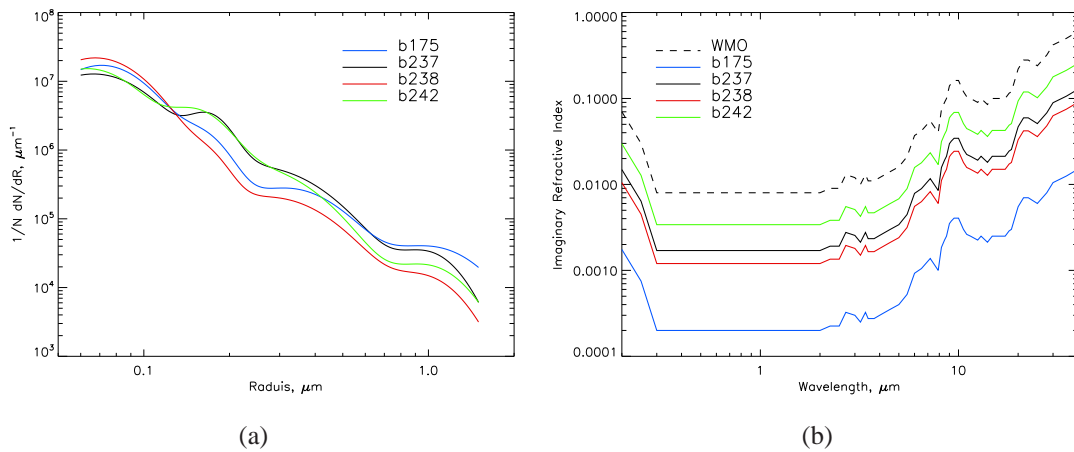 10⁸
10⁷
10⁶
10⁵
10⁴
10³
1/N dN/dR, μm⁻¹
b175
b237
b238
b242
0.1
1.0
Raduis, μm
(a)
1.0000
0.1000
0.0100
0.0010
0.0001
Imaginary Refractive Index
WMO
b175
b237
b238
b242
1
10
Wavelength, μm
(b)